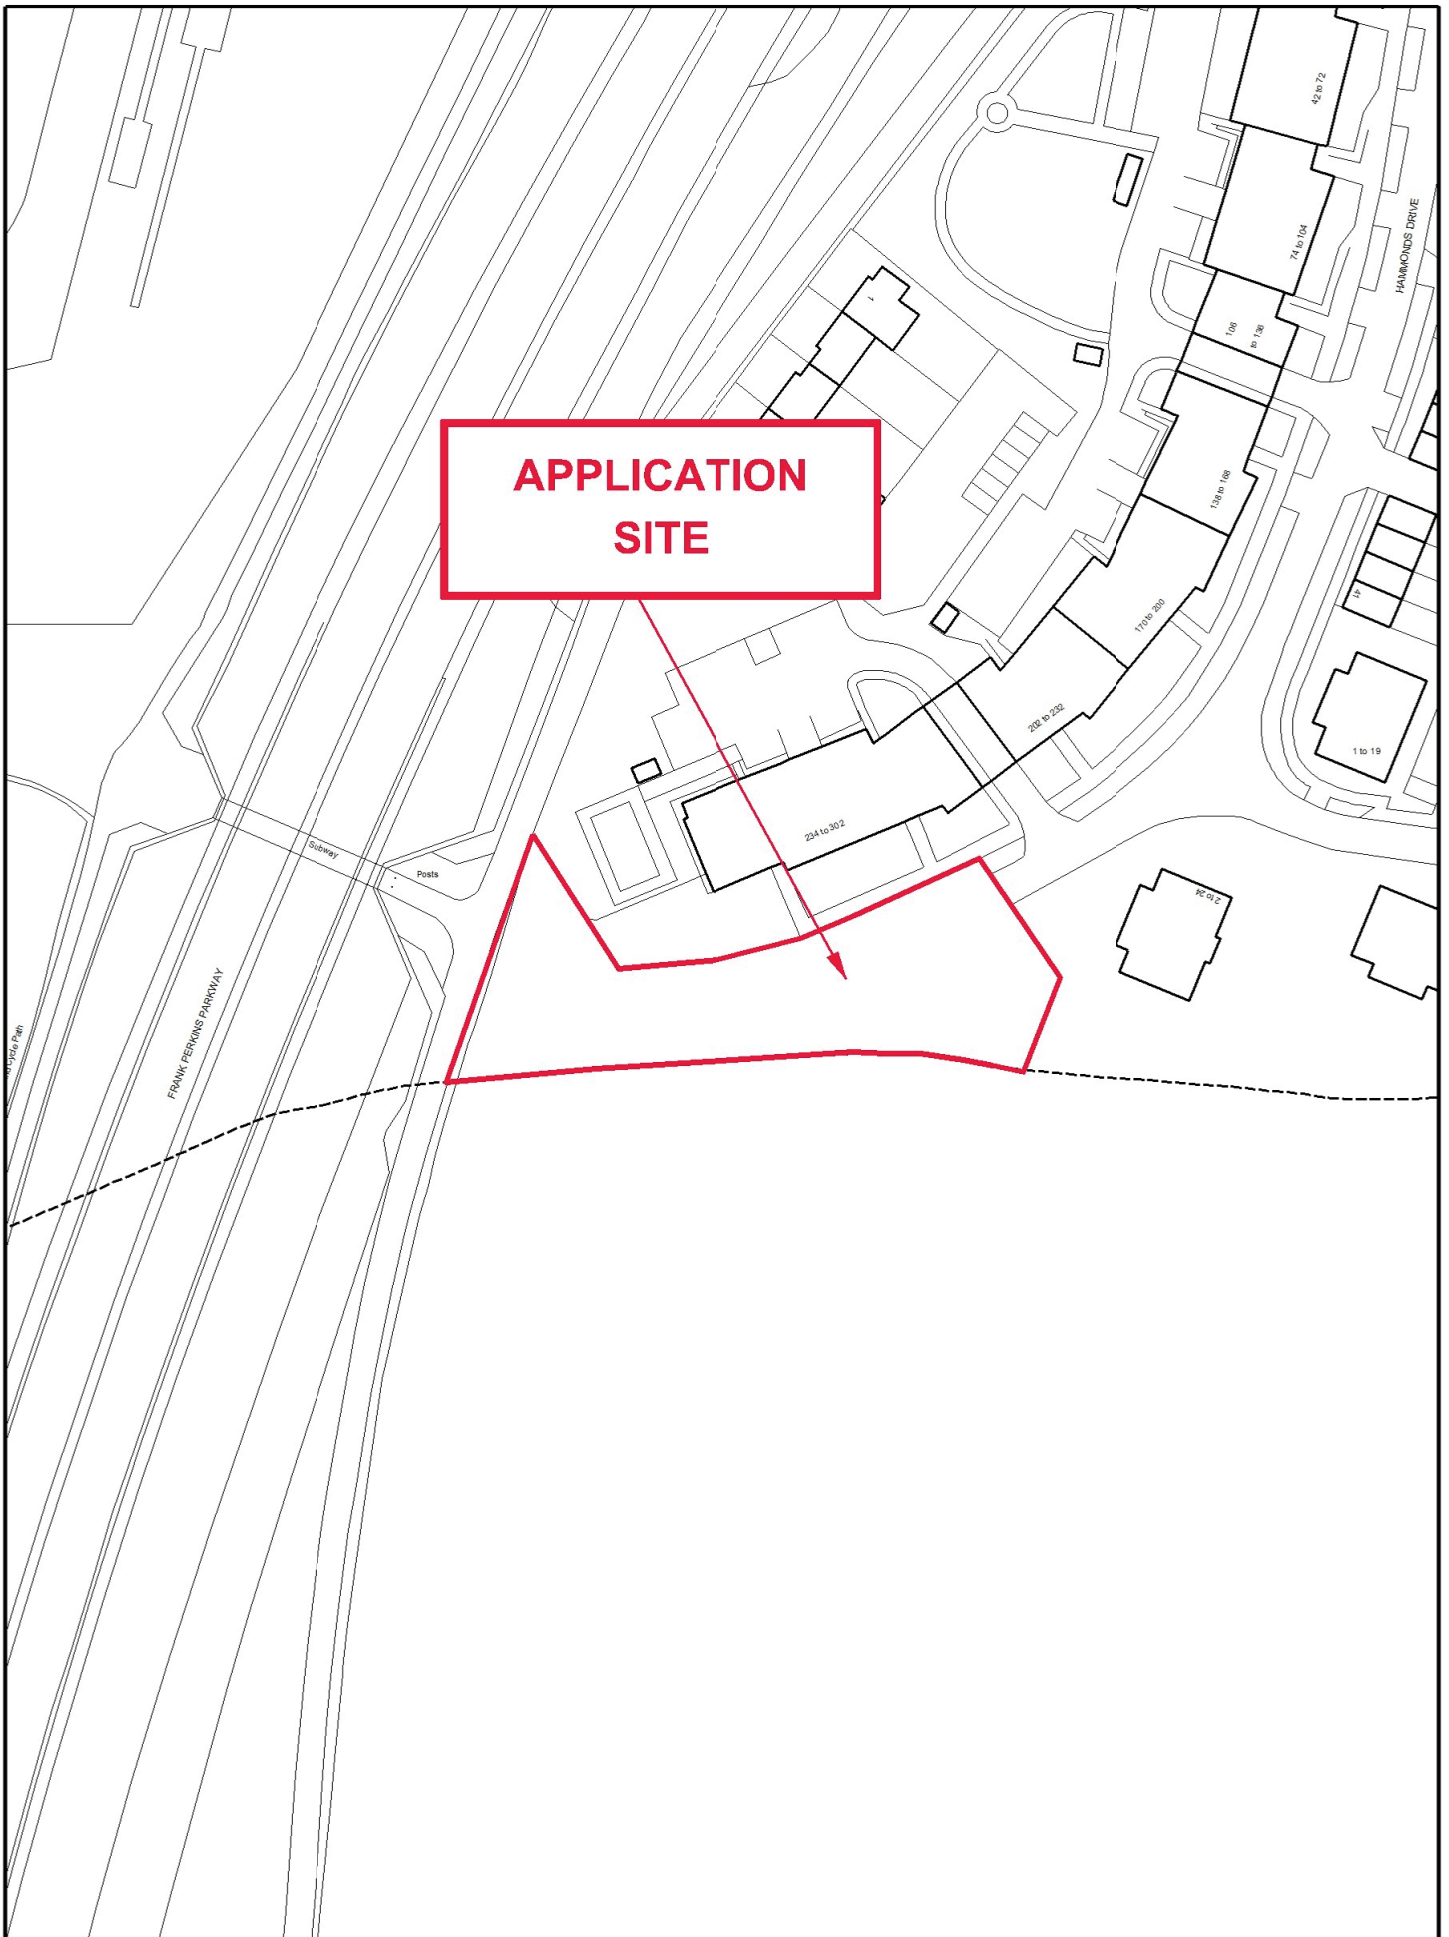 42 to 72
74 to 104
HAMMONDS DRIVE
1
106
to 136
APPLICATION
SITE
138 to 168
41
170 to 200
202 to 232
1 to 19
234 to 302
Subway
Posts
2 to 24
FRANK PERKINS PARKWAY
Cycle Path